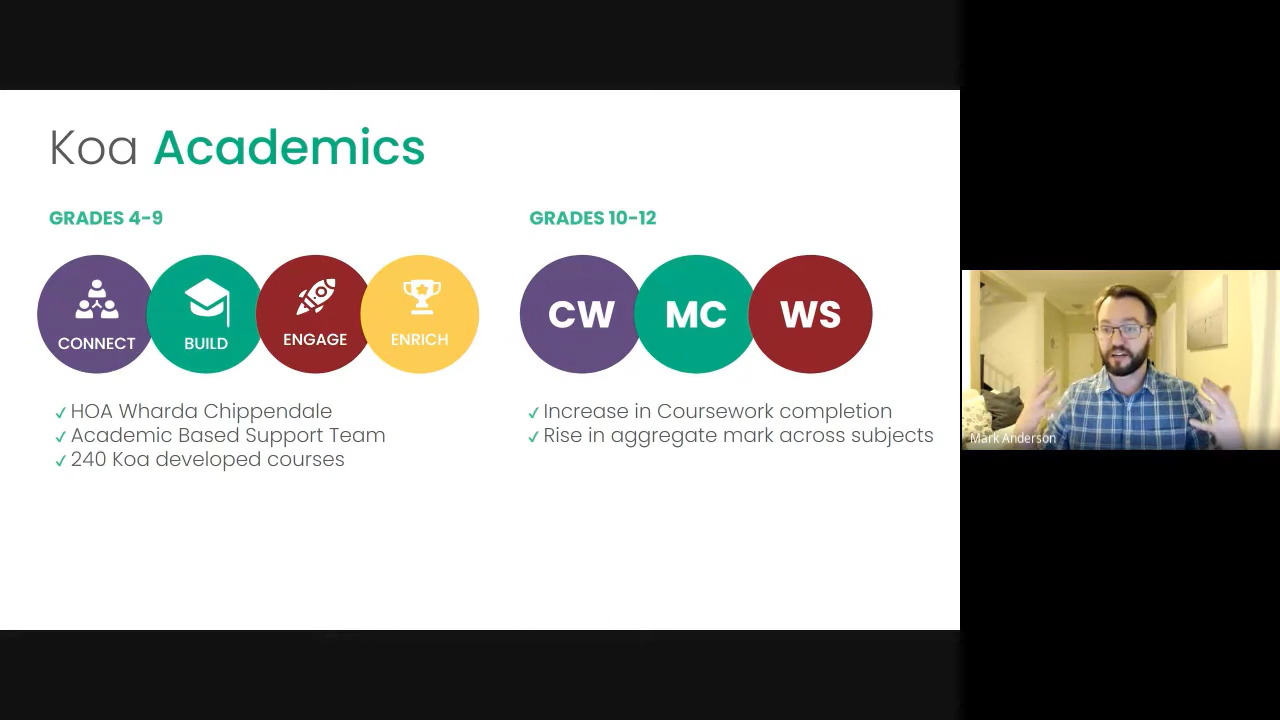 Koa Academics
GRADES 4-9
CONNECT
BUILD
ENGAGE
ENRICH
HOA Wharda Chippendale
Academic Based Support Team
240 Koa developed courses
GRADES 10-12
CW
MC
WS
Increase in Coursework completion
Rise in aggregate mark across subjects
Mark Anderson